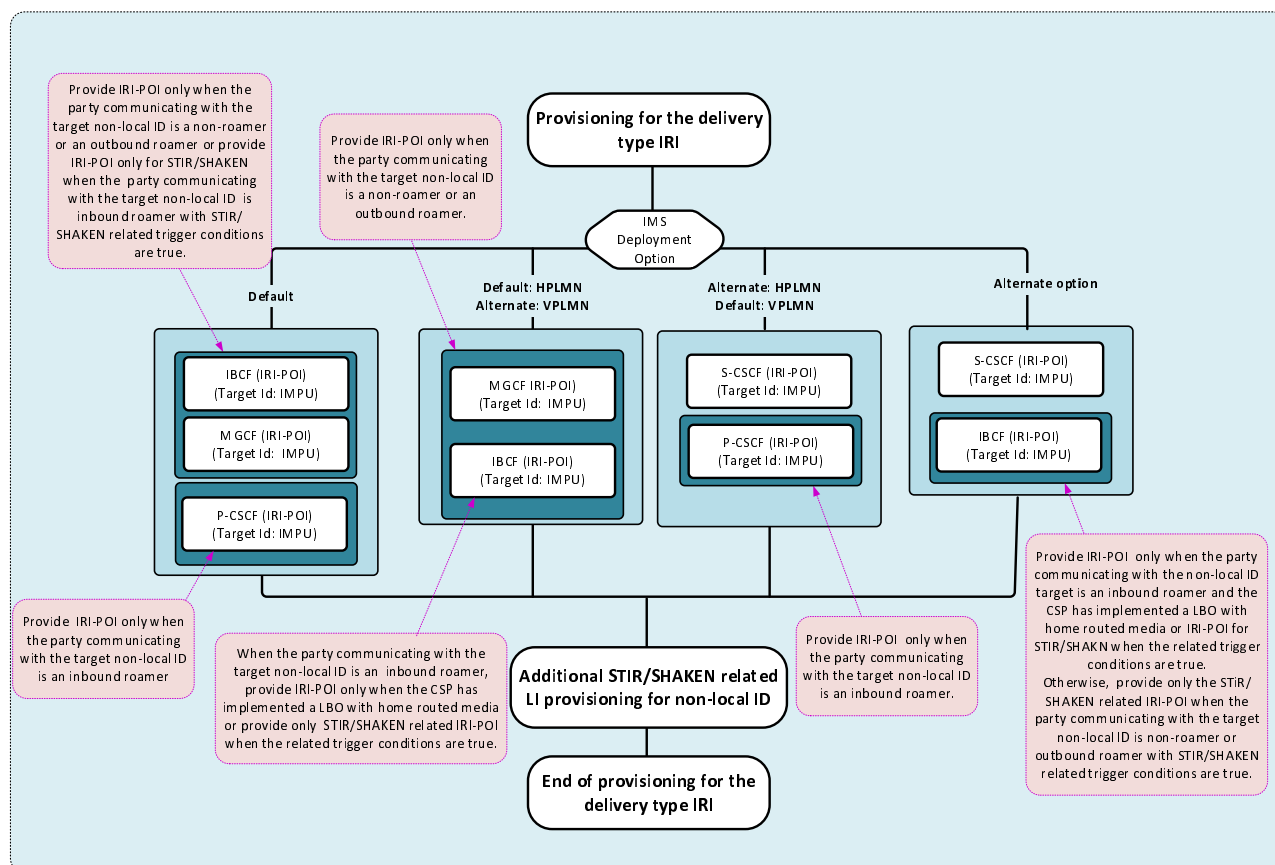 Provide IRI-POI only when the
party communicating with the
target non-local ID is a non-roamer
or an outbound roamer or provide
IRI-POI only for STIR/SHAKEN
when the party communicating
with the target non-local ID is
inbound roamer with STIR/
SHAKEN related trigger conditions
are true.
Provide IRI-POI only when
the party communicating
with the target non-local ID
is a non-roamer or an
outbound roamer.
Provisioning for the delivery
type IRI
IMS
Deployment
Option
Default
Default: HPLMN
Alternate: VPLMN
Alternate: HPLMN
Default: VPLMN
Alternate option
IBCF (IRI-POI)
(Target Id: IMPU)
MGCF (IRI-POI)
(Target Id: IMPU)
P-CSCF (IRI-POI)
(Target Id: IMPU)
MGCF IRI-POI)
(Target Id: IMPU)
IBCF (IRI-POI)
(Target Id: IMPU)
S-CSCF (IRI-POI)
(Target Id: IMPU)
P-CSCF (IRI-POI)
(Target Id: IMPU)
S-CSCF (IRI-POI)
(Target Id: IMPU)
IBCF (IRI-POI)
(Target Id: IMPU)
Provide IRI-POI only when
the party communicating
with the target non-local ID
is an inbound roamer
When the party communicating with the
target non-local ID is an inbound roamer,
provide IRI-POI only when the CSP has
implemented a LBO with home routed media
or provide only STIR/SHAKEN related IRI-POI
when the related trigger conditions are true.
Provide IRI-POI only when
the party communicating
with the target non-local ID
is an inbound roamer.
Provide IRI-POI only when the party
communicating with the non-local ID
target is an inbound roamer and the
CSP has implemented a LBO with
home routed media or IRI-POI for
STIR/SHAKN when the related trigger
conditions are true.
Otherwise, provide only the STiR/
SHAKEN related IRI-POI when the
party communicating with the target
non-local ID is non-roamer or
outbound roamer with STIR/SHAKEN
related trigger conditions are true.
Additional STIR/SHAKEN related
LI provisioning for non-local ID
End of provisioning for the
delivery type IRI